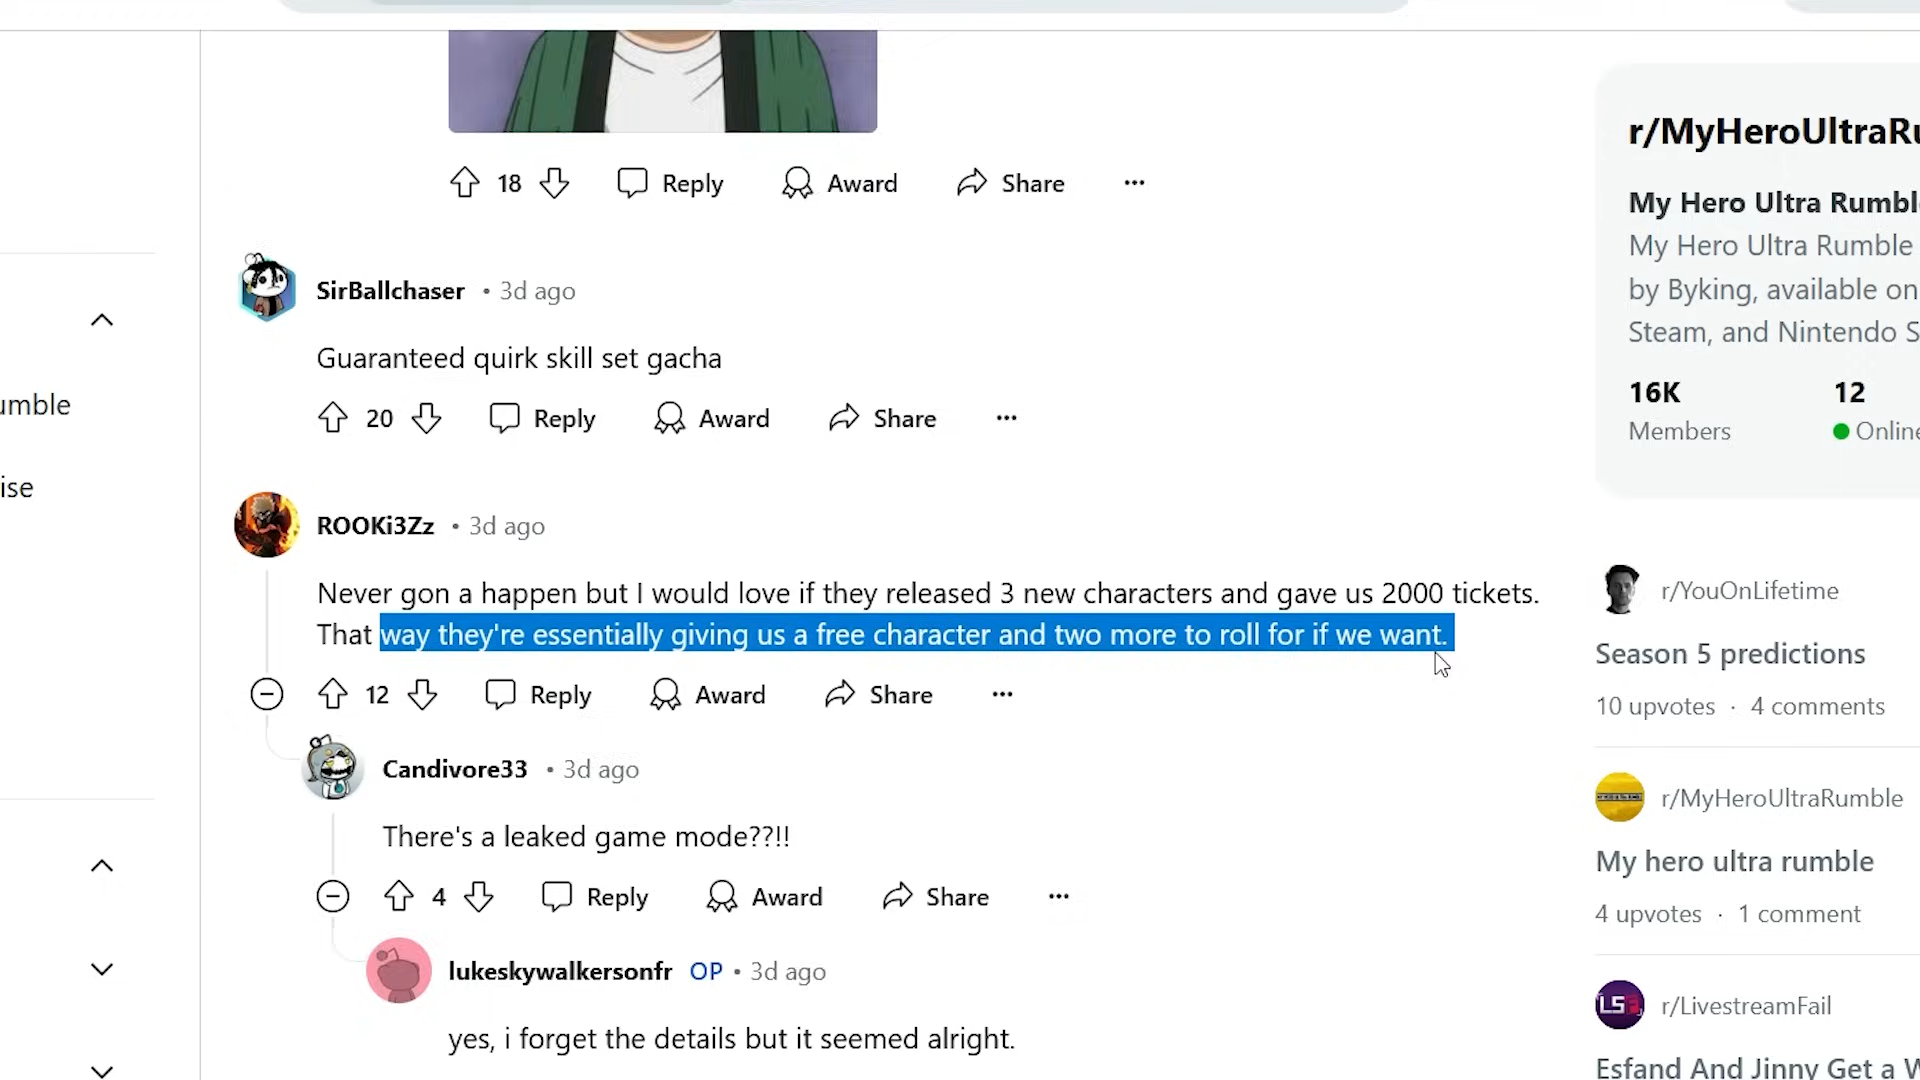 18 Reply Award Share
SirBallchaser • 3d ago
Guaranteed quirk skill set gacha
20 Reply Award Share
ROOKi3Zz • 3d ago
Never gon a happen but I would love if they released 3 new characters and gave us 2000 tickets.
That way they're essentially giving us a free character and two more to roll for if we want.
12 Reply Award Share
Candivore33 • 3d ago
There's a leaked game mode??!!
4 Reply Award Share
lukeskywalkersonfr OP • 3d ago
yes, i forget the details but it seemed alright.
umble
ise
r/MyHeroUltraRu
My Hero Ultra Rumbl
My Hero Ultra Rumble
by Byking, available on
Steam, and Nintendo S
16K 12
Members Online
r/YouOnLifetime
Season 5 predictions
10 upvotes · 4 comments
r/MyHeroUltraRumble
My hero ultra rumble
4 upvotes · 1 comment
r/LivestreamFail
Esfand And Jinny Get a W